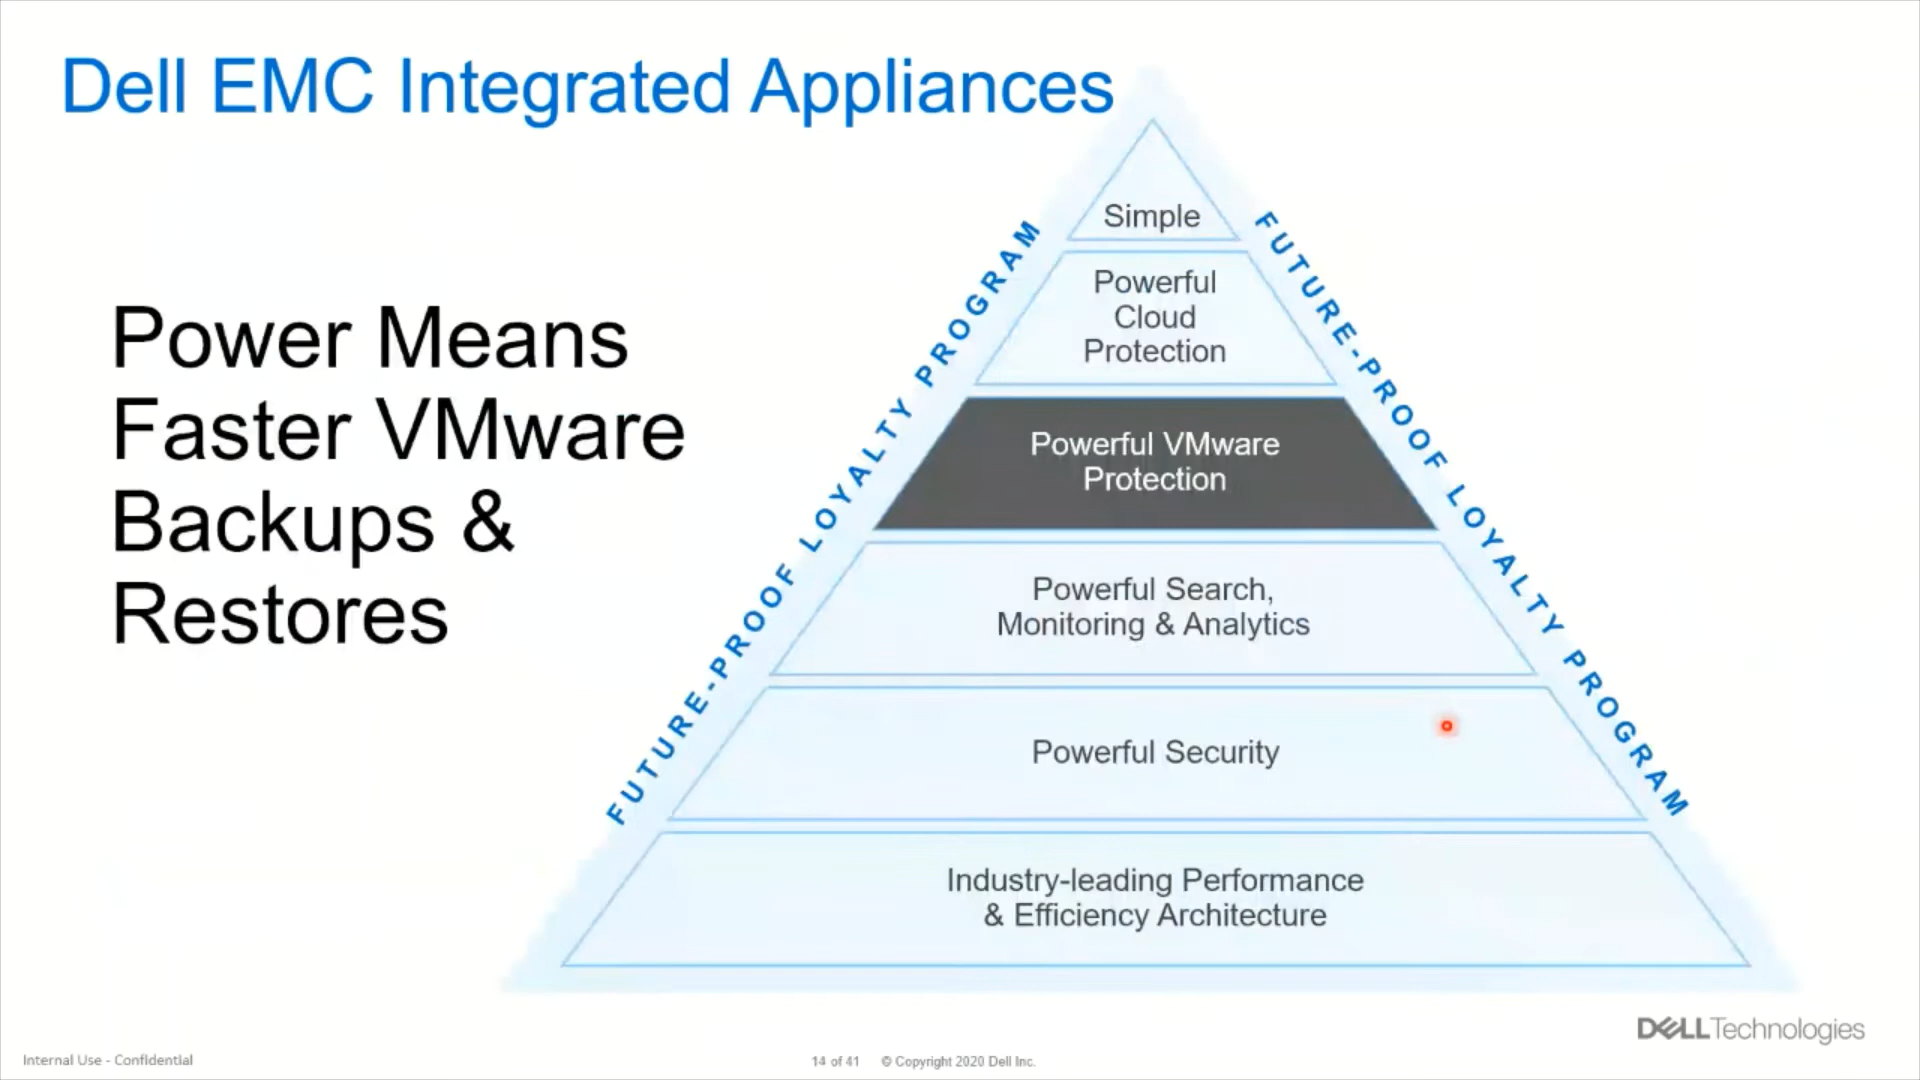 Dell EMC Integrated Appliances
Power Means
Faster VMware
Backups &
Restores
FUTURE-PROOF LOYALTY PROGRAM
FUTURE-PROOF LOYALTY PROGRAM
Simple
Powerful
Cloud
Protection
Powerful VMware
Protection
Powerful Search,
Monitoring & Analytics
Powerful Security
Industry-leading Performance
& Efficiency Architecture
DELLTechnologies
Internal Use - Confidential
14 of 41 © Copyright 2020 Dell Inc.